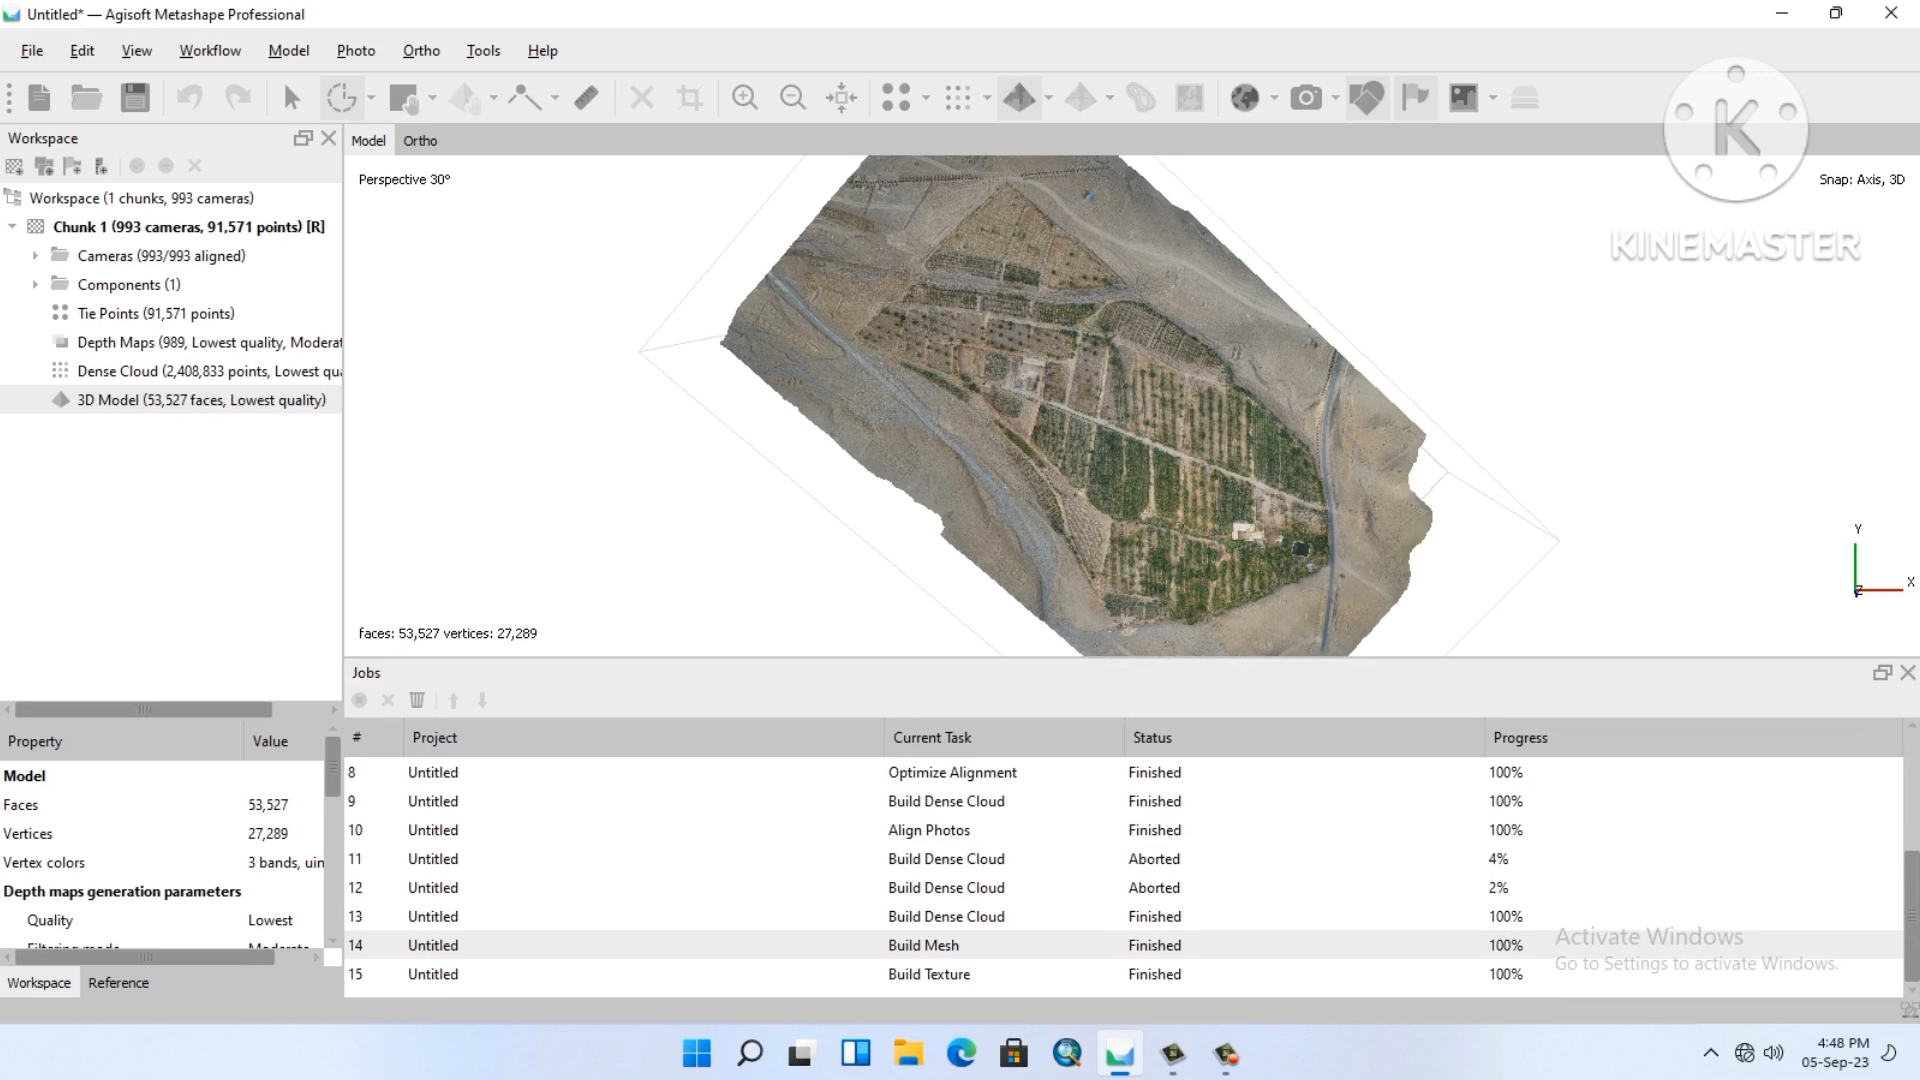 Untitled* — Agisoft Metashape Professional
File Edit View Workflow Model Photo Ortho Tools Help
K
KINEMASTER
Workspace
Model Ortho
Perspective 30°
Snap: Axis, 3D
Workspace (1 chunks, 993 cameras)
Chunk 1 (993 cameras, 91,571 points) [R]
Cameras (993/993 aligned)
Components (1)
Tie Points (91,571 points)
Depth Maps (989, Lowest quality, Moderat
Dense Cloud (2,408,833 points, Lowest qua
3D Model (53,527 faces, Lowest quality)
Y
X
Z
faces: 53,527 vertices: 27,289
Jobs
Property Value
Model
Faces 53,527
Vertices 27,289
Vertex colors 3 bands, uin
Depth maps generation parameters
Quality Lowest
Filtering mode Moderate
Workspace Reference
# Project Current Task Status Progress
8 Untitled Optimize Alignment Finished 100%
9 Untitled Build Dense Cloud Finished 100%
10 Untitled Align Photos Finished 100%
11 Untitled Build Dense Cloud Aborted 4%
12 Untitled Build Dense Cloud Aborted 2%
13 Untitled Build Dense Cloud Finished 100%
14 Untitled Build Mesh Finished 100%
15 Untitled Build Texture Finished 100%
Activate Windows
Go to Settings to activate Windows.
4:48 PM
05-Sep-23